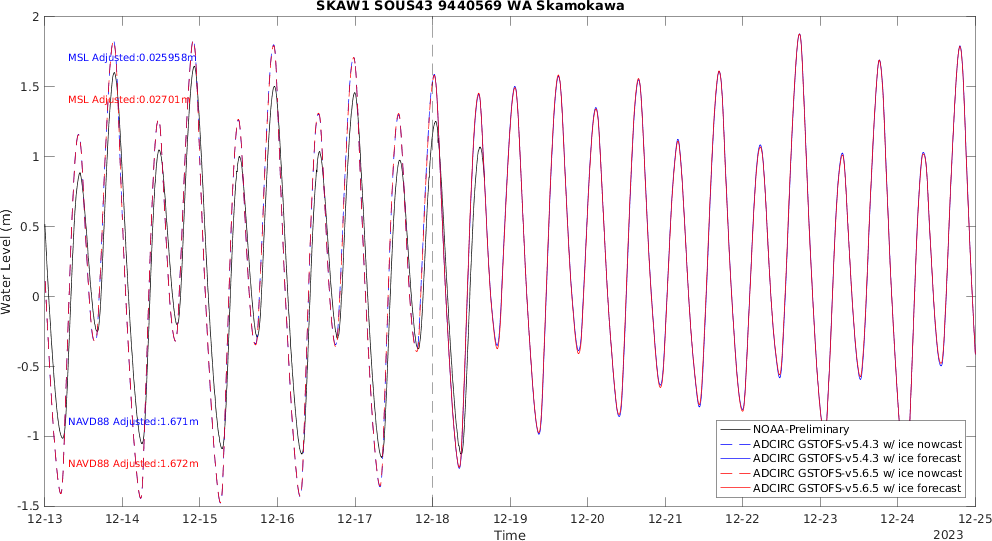 SKAW1 SOUS43 9440569 WA Skamokawa
2
1.5
1
0.5
0
-0.5
-1
-1.5
Water Level (m)
MSL Adjusted:0.025958m
MSL Adjusted:0.02701m
NAVD88 Adjusted:1.671m
NAVD88 Adjusted:1.672m
NOAA-Preliminary
ADCIRC GSTOFS-v5.4.3 w/ ice nowcast
ADCIRC GSTOFS-v5.4.3 w/ ice forecast
ADCIRC GSTOFS-v5.6.5 w/ ice nowcast
ADCIRC GSTOFS-v5.6.5 w/ ice forecast
12-13 12-14 12-15 12-16 12-17 12-18 12-19 12-20 12-21 12-22 12-23 12-24 12-25
Time
2023